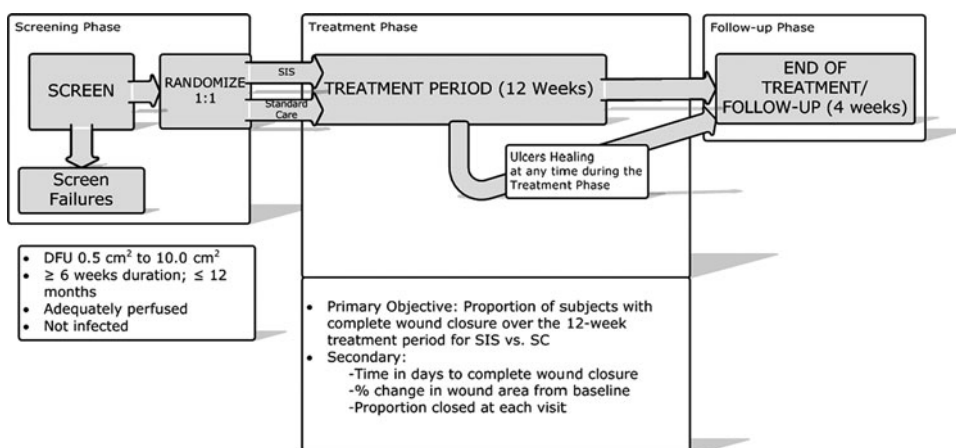 Screening Phase
SCREEN
RANDOMIZE
1:1
Screen
Failures
SIS
Standard
Care
Treatment Phase
TREATMENT PERIOD (12 Weeks)
Ulcers Healing
at any time during the
Treatment Phase
Follow-up Phase
END OF
TREATMENT/
FOLLOW-UP (4 weeks)
• DFU 0.5 cm² to 10.0 cm²
• ≥ 6 weeks duration; ≤ 12
months
• Adequately perfused
• Not infected
• Primary Objective: Proportion of subjects with
complete wound closure over the 12-week
treatment period for SIS vs. SC
• Secondary:
-Time in days to complete wound closure
-% change in wound area from baseline
-Proportion closed at each visit